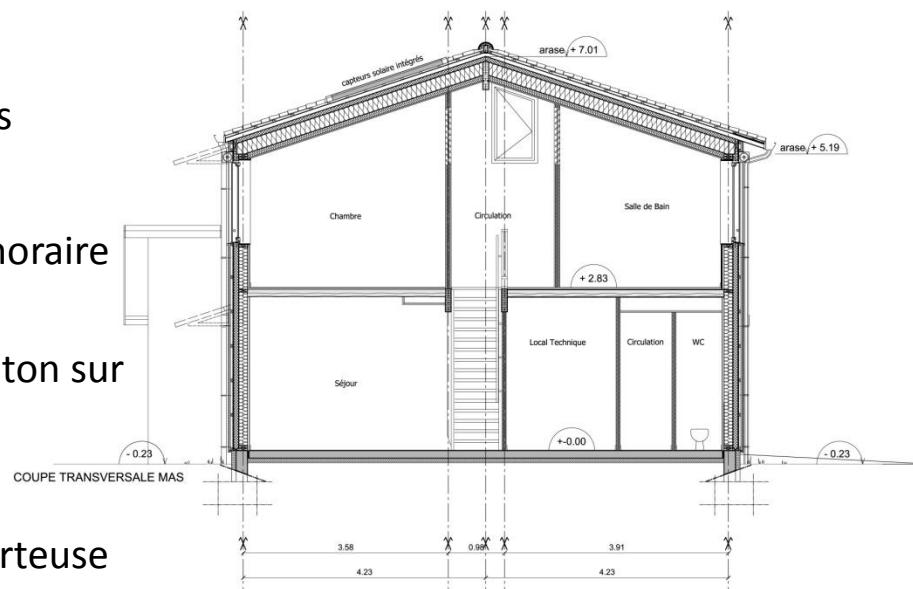 s
horaire
ton sur
rteuse
arase + 7.01
capteurs solaire intégrés
arase + 5.19
Chambre
Circulation
Salle de Bain
+ 2.83
Séjour
Local Technique
Circulation
WC
+-0.00
- 0.23
- 0.23
COUPE TRANSVERSALE MAS
3.58
0.98
3.91
4.23
4.23